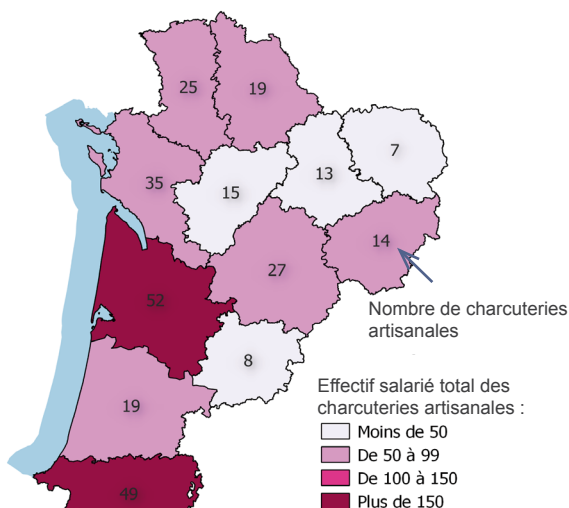 25
19
7
13
35
15
14
27
52
Nombre de charcuteries
artisanales
8
Effectif salarié total des
charcuteries artisanales :
19
Moins de 50
De 50 à 99
De 100 à 150
49
Plus de 150